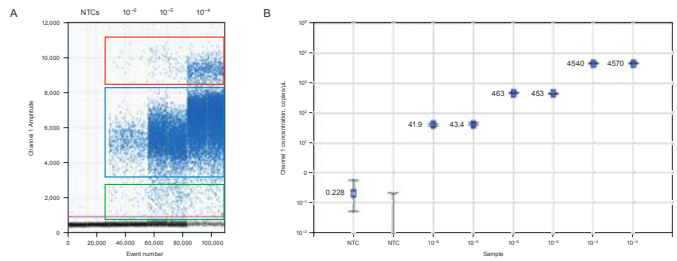 A
NTCs 10⁻⁶ 10⁻⁵ 10⁻⁴
12,000
10,000
8,000
6,000
4,000
2,000
0
Channel 1 Amplitude
0 20,000 40,000 60,000 80,000 100,000
Event number
B
10⁵
10⁴
10³
10²
10¹
0
10⁻¹
10⁻²
Channel 1 concentration, copies/µL
4540 4570
463 453
41.9 43.4
0.228
NTC NTC 10⁻⁶ 10⁻⁶ 10⁻⁵ 10⁻⁵ 10⁻⁴ 10⁻⁴
Sample